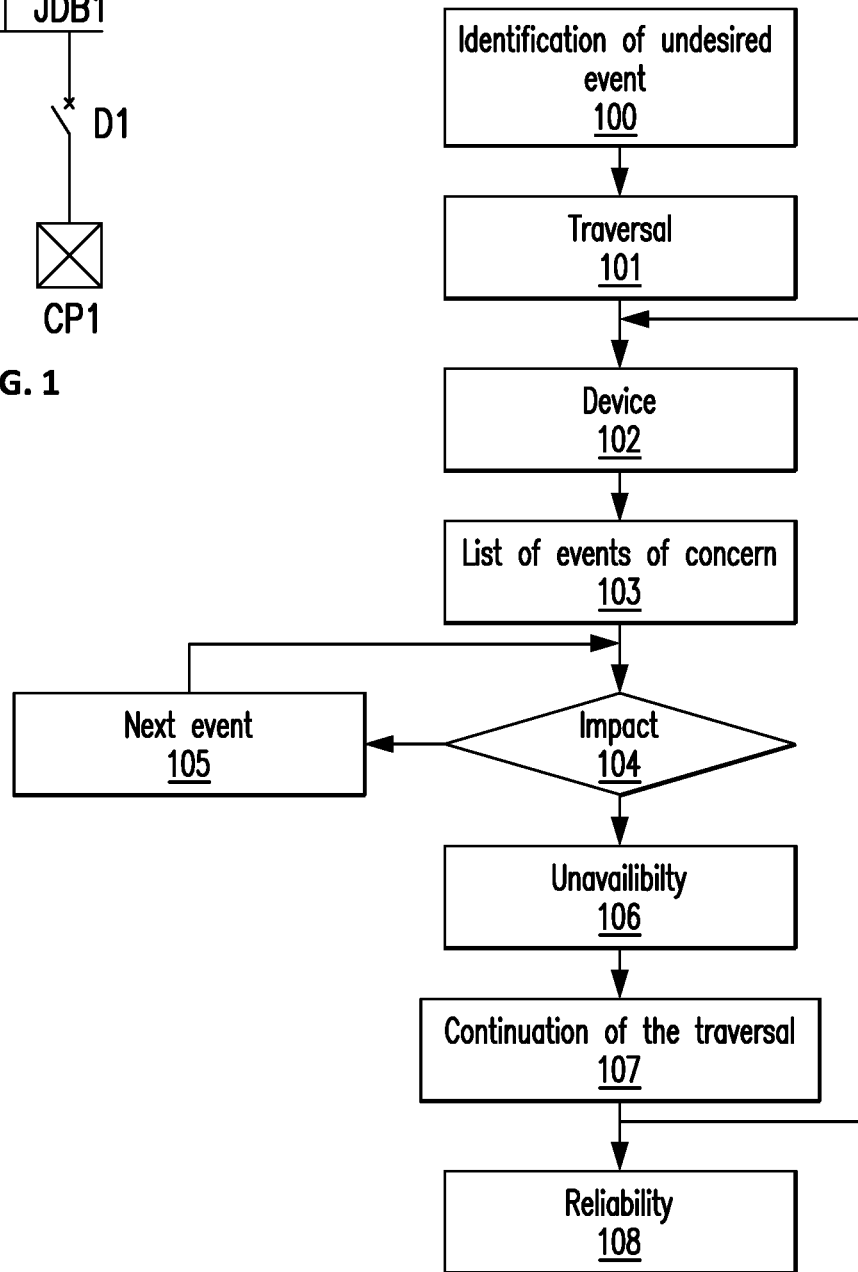 JDB1
D1
CP1
G. 1
Identification of undesired
event
100
Traversal
101
Device
102
List of events of concern
103
Impact
104
Next event
105
Unavailibilty
106
Continuation of the traversal
107
Reliability
108